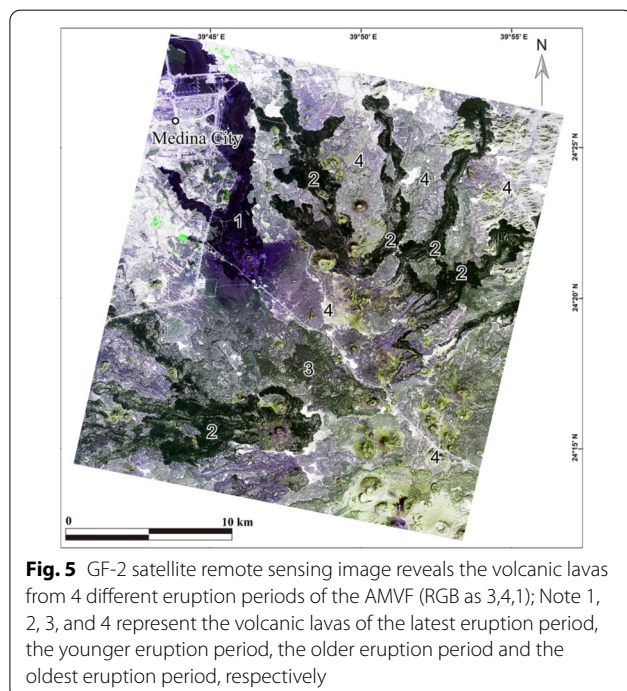 39°45′ E
39°50′ E
39°55′ E
N
Medina City
24°25′ N
4
4
4
2
1
2
2
2
24°20′ N
4
3
2
24°15′ N
4
0
10 km
Fig. 5 GF-2 satellite remote sensing image reveals the volcanic lavas
from 4 different eruption periods of the AMVF (RGB as 3,4,1); Note 1,
2, 3, and 4 represent the volcanic lavas of the latest eruption period,
the younger eruption period, the older eruption period and the
oldest eruption period, respectively